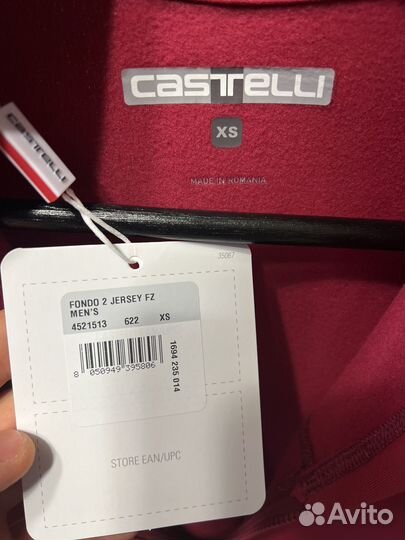 CASTELLI
XS
MADE IN ROMANIA
CASTELLI
35067
FONDO 2 JERSEY FZ
MEN'S
4521513 622 XS
8 050949 395806
1694 235 014
STORE EAN/UPC
Avito